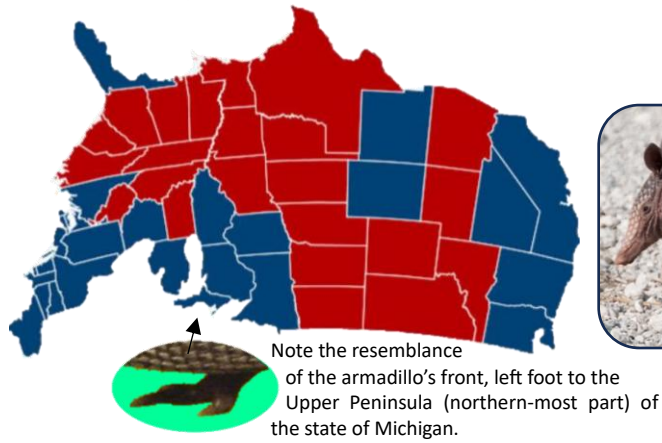 Note the resemblance
of the armadillo’s front, left foot to the
Upper Peninsula (northern-most part) of
the state of Michigan.